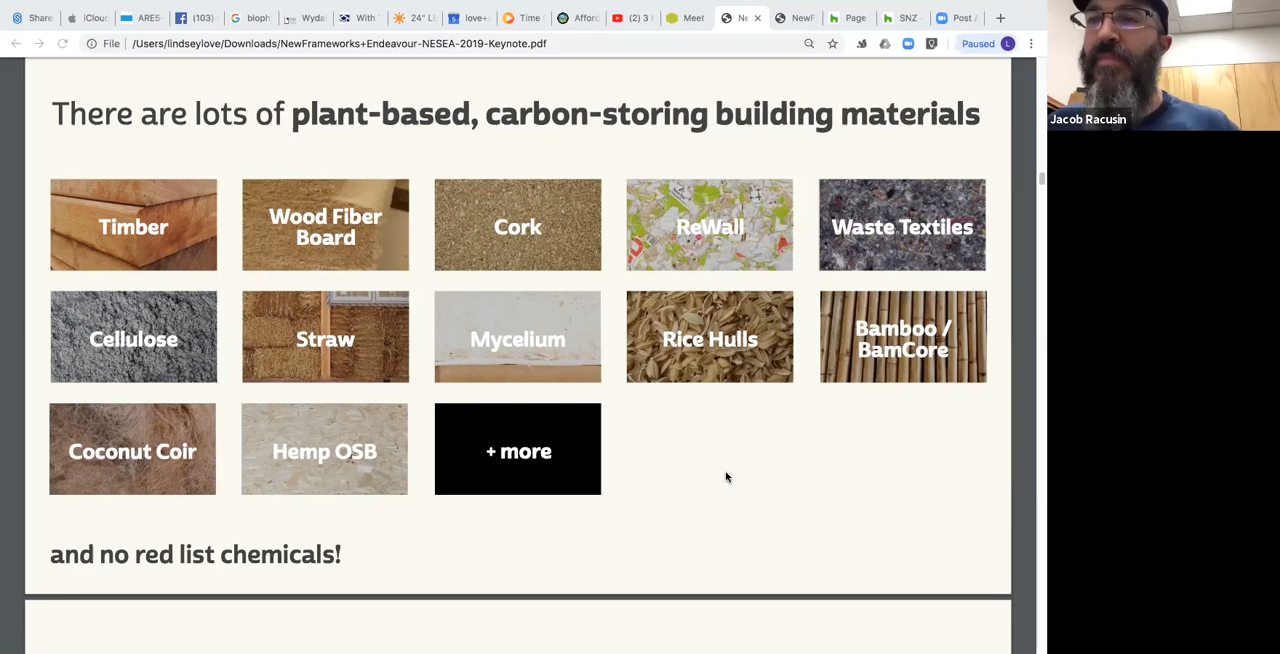 Share
iClou
ARE5
(103)
bioph
Wyda
With
24° L
love+
Time
Afford
(2) 3
Meet
Ne
NewF
Page
SNZ -
Post /
File
/Users/lindseylove/Downloads/NewFrameworks+Endeavour-NESEA-2019-Keynote.pdf
Paused
L
Jacob Racusin
There are lots of plant-based, carbon-storing building materials
Timber
Wood Fiber
Board
Cork
ReWall
Waste Textiles
Cellulose
Straw
Mycelium
Rice Hulls
Bamboo /
BamCore
Coconut Coir
Hemp OSB
+ more
and no red list chemicals!